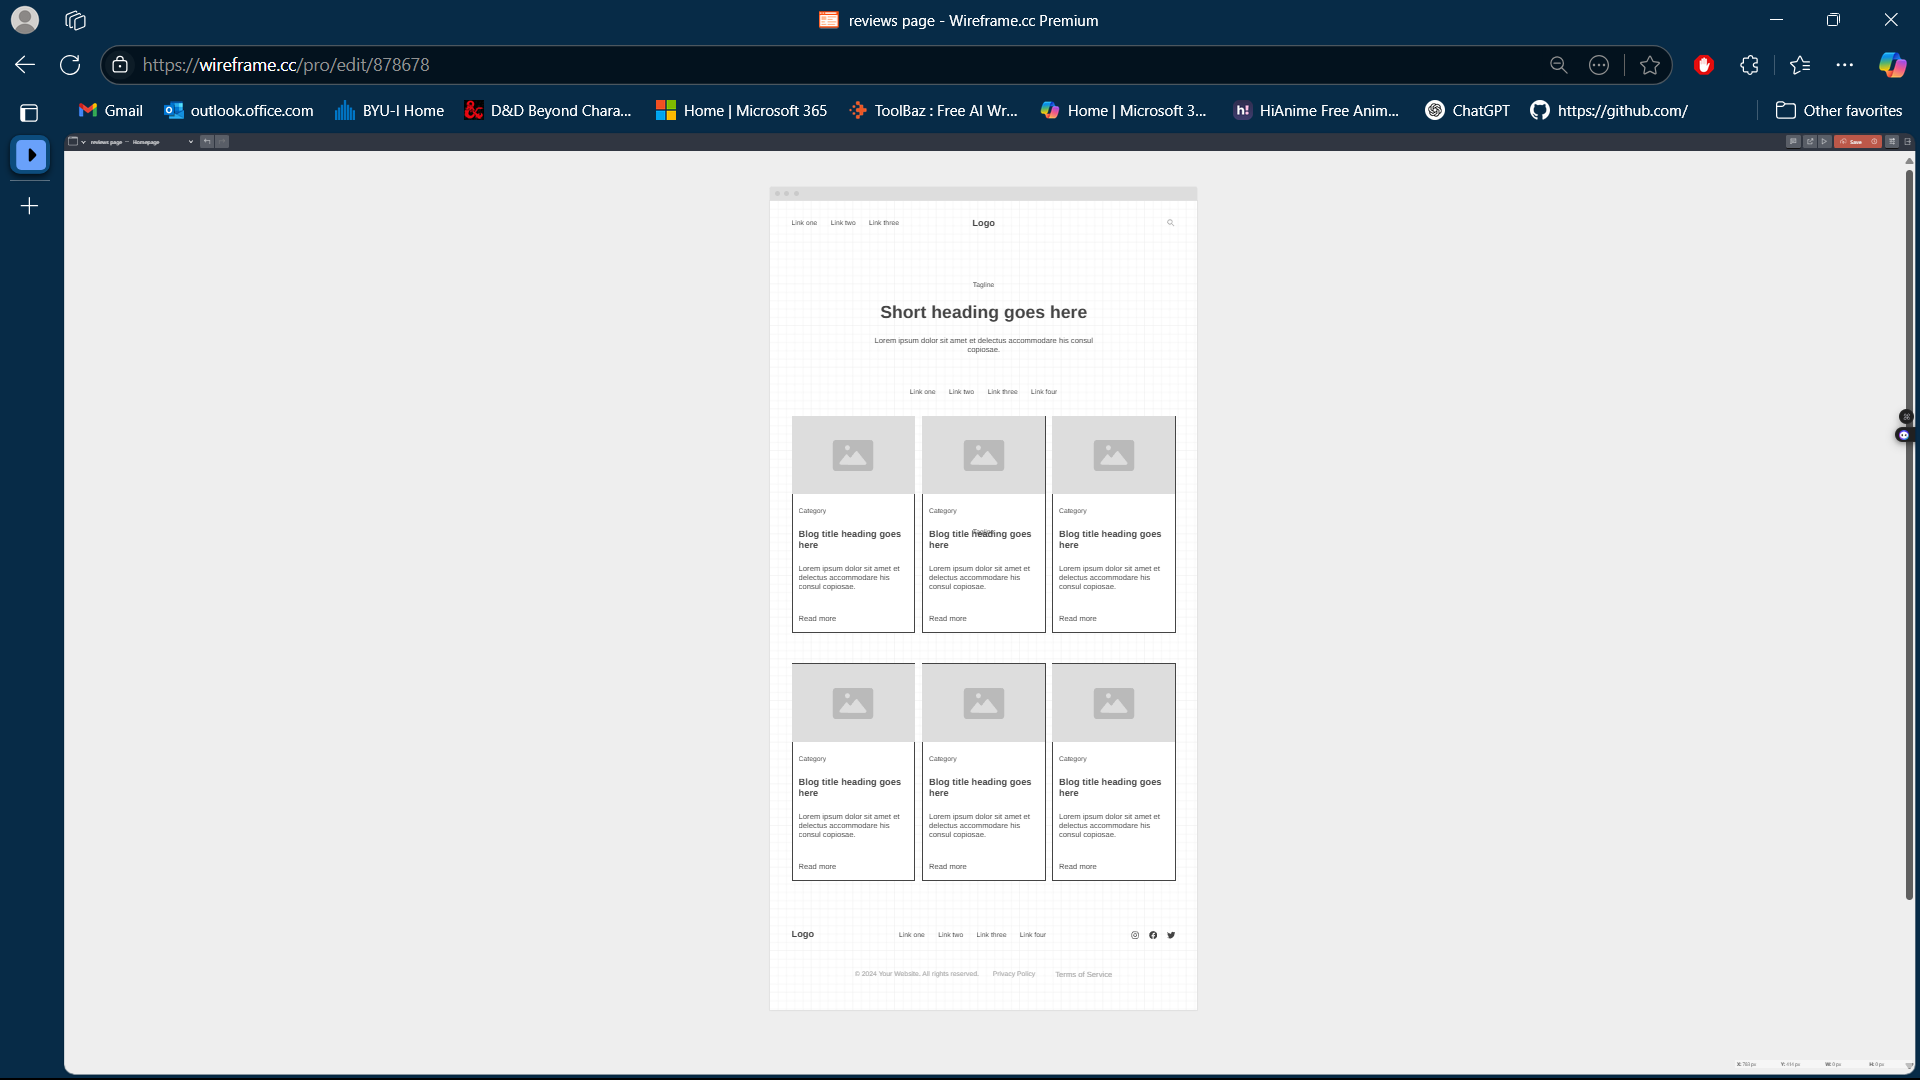 reviews page - Wireframe.cc Premium
https://wireframe.cc/pro/edit/878678
Gmail
outlook.office.com
BYU-I Home
D&D Beyond Chara...
Home | Microsoft 365
ToolBaz : Free AI Wr...
Home | Microsoft 3...
h!
HiAnime Free Anim...
ChatGPT
https://github.com/
Other favorites
reviews page – Homepage
Save
Link one Link two Link three
Logo
Tagline
Short heading goes here
Lorem ipsum dolor sit amet et delectus accommodare his consul
copiosae.
Link one Link two Link three Link four
Category
Blog title heading goes
here
Lorem ipsum dolor sit amet et
delectus accommodare his
consul copiosae.
Read more
Category
Blog title heading goes
here
Lorem ipsum dolor sit amet et
delectus accommodare his
consul copiosae.
Read more
Category
Blog title heading goes
here
Lorem ipsum dolor sit amet et
delectus accommodare his
consul copiosae.
Read more
Category
Blog title heading goes
here
Lorem ipsum dolor sit amet et
delectus accommodare his
consul copiosae.
Read more
Category
Blog title heading goes
here
Lorem ipsum dolor sit amet et
delectus accommodare his
consul copiosae.
Read more
Category
Blog title heading goes
here
Lorem ipsum dolor sit amet et
delectus accommodare his
consul copiosae.
Read more
Logo
Link one Link two Link three Link four
© 2024 Your Website. All rights reserved. Privacy Policy Terms of Service